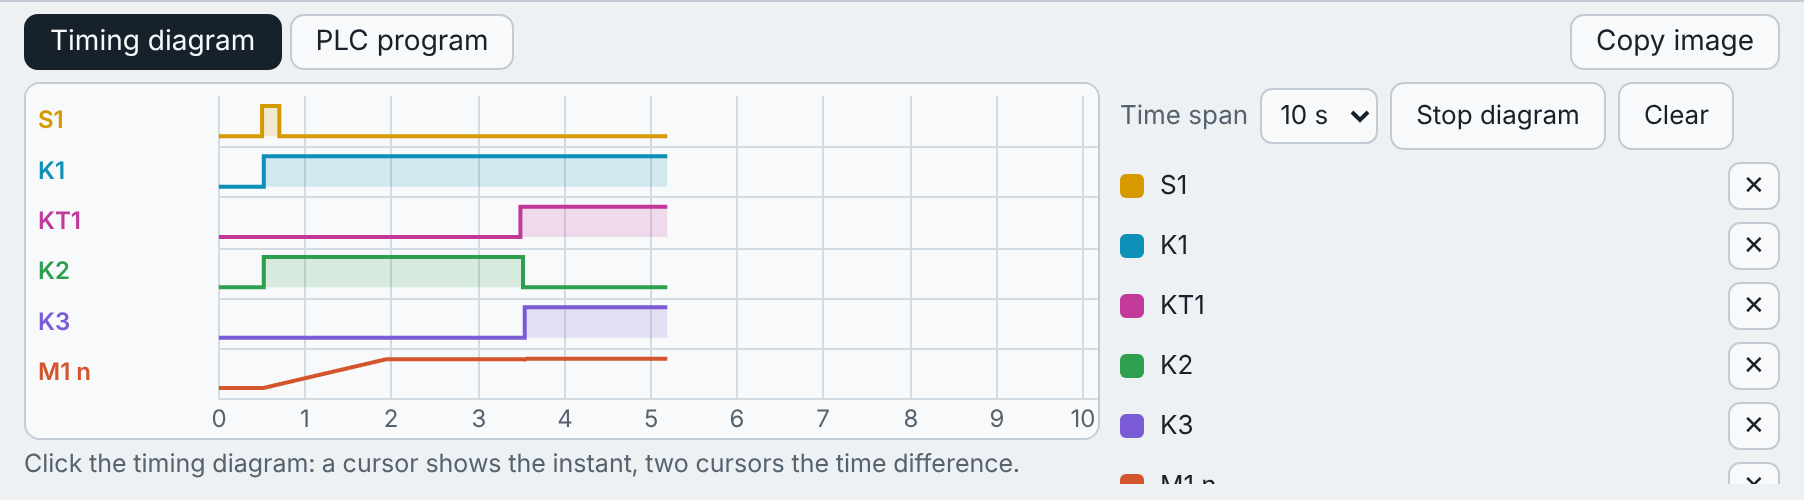 Timing diagram PLC program Copy image
S1
K1
KT1
K2
K3
M1 n
0 1 2 3 4 5 6 7 8 9 10
Click the timing diagram: a cursor shows the instant, two cursors the time difference.
Time span 10 s Stop diagram Clear
S1 ✕
K1 ✕
KT1 ✕
K2 ✕
K3 ✕
M1 n